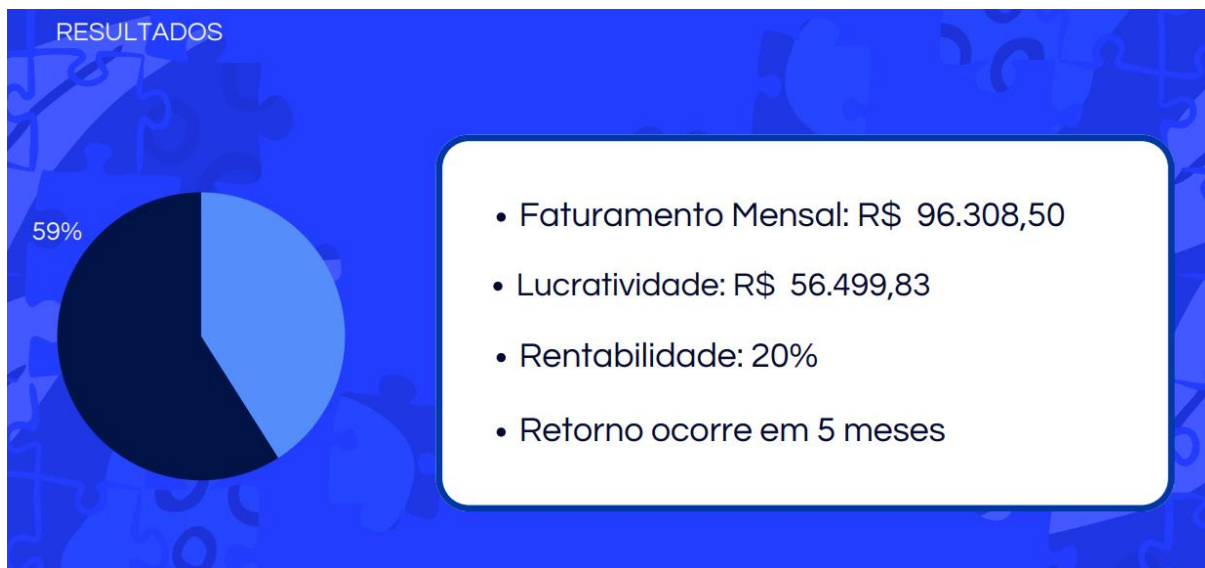 RESULTADOS
59%
• Faturamento Mensal: R$ 96.308,50
• Lucratividade: R$ 56.499,83
• Rentabilidade: 20%
• Retorno ocorre em 5 meses